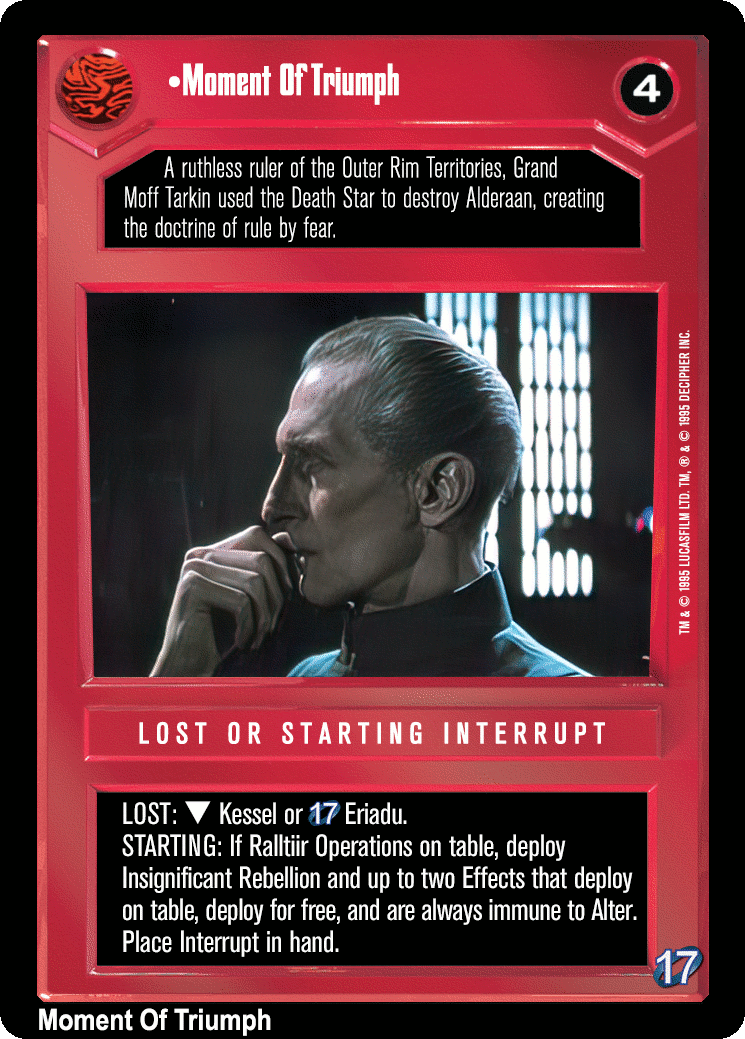 •Moment Of Triumph
4
A ruthless ruler of the Outer Rim Territories, Grand
Moff Tarkin used the Death Star to destroy Alderaan, creating
the doctrine of rule by fear.
TM & © 1995 LUCASFILM LTD. TM, ® & © 1995 DECIPHER INC.
LOST OR STARTING INTERRUPT
LOST: ▼ Kessel or 17 Eriadu.
STARTING: If Ralltiir Operations on table, deploy
Insignificant Rebellion and up to two Effects that deploy
on table, deploy for free, and are always immune to Alter.
Place Interrupt in hand.
17
Moment Of Triumph